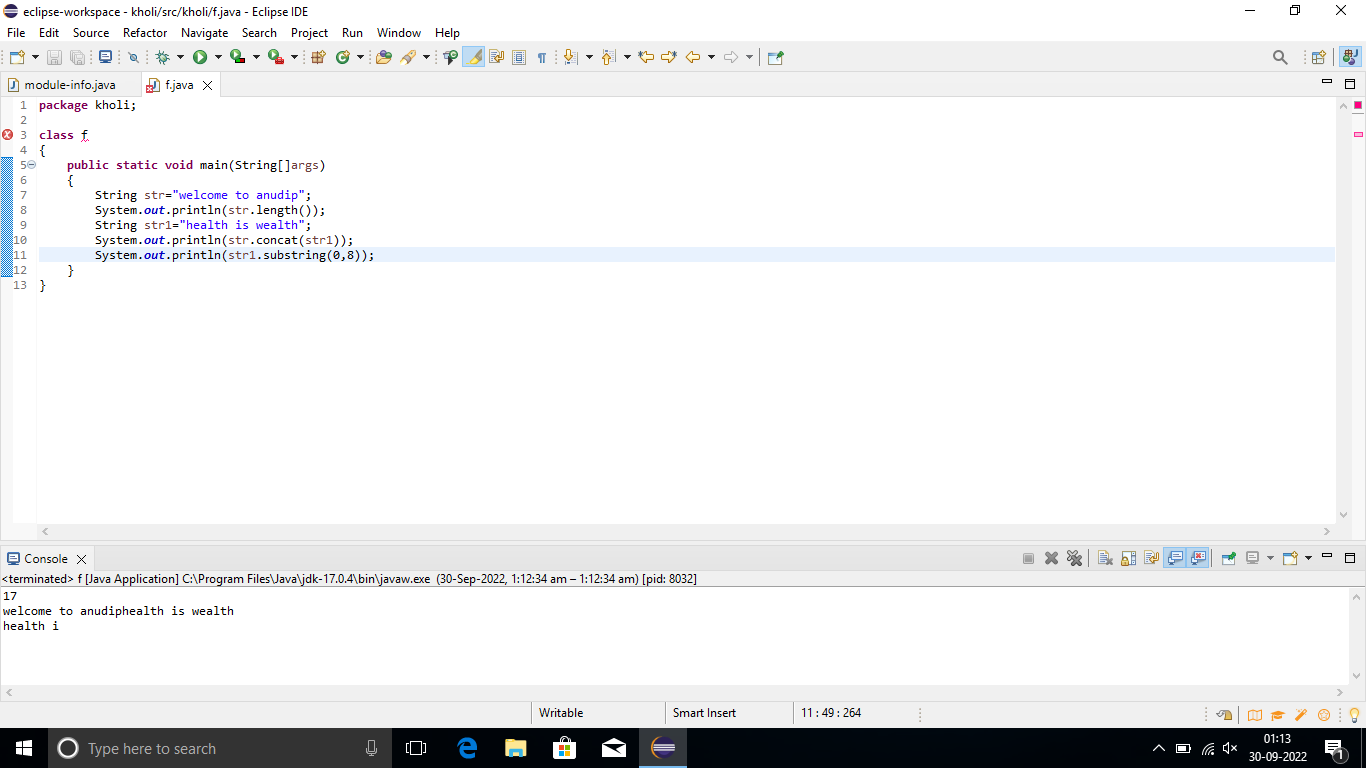 eclipse-workspace - kholi/src/kholi/f.java - Eclipse IDE
File Edit Source Refactor Navigate Search Project Run Window Help
module-info.java f.java
1 package kholi;
2
3 class f
4 {
5 public static void main(String[]args)
6 {
7 String str="welcome to anudip";
8 System.out.println(str.length());
9 String str1="health is wealth";
10 System.out.println(str.concat(str1));
11 System.out.println(str1.substring(0,8));
12 }
13 }
Console
<terminated> f [Java Application] C:\Program Files\Java\jdk-17.0.4\bin\javaw.exe (30-Sep-2022, 1:12:34 am – 1:12:34 am) [pid: 8032]
17
welcome to anudiphealth is wealth
health i
Writable Smart Insert 11 : 49 : 264
Type here to search
01:13
30-09-2022
1